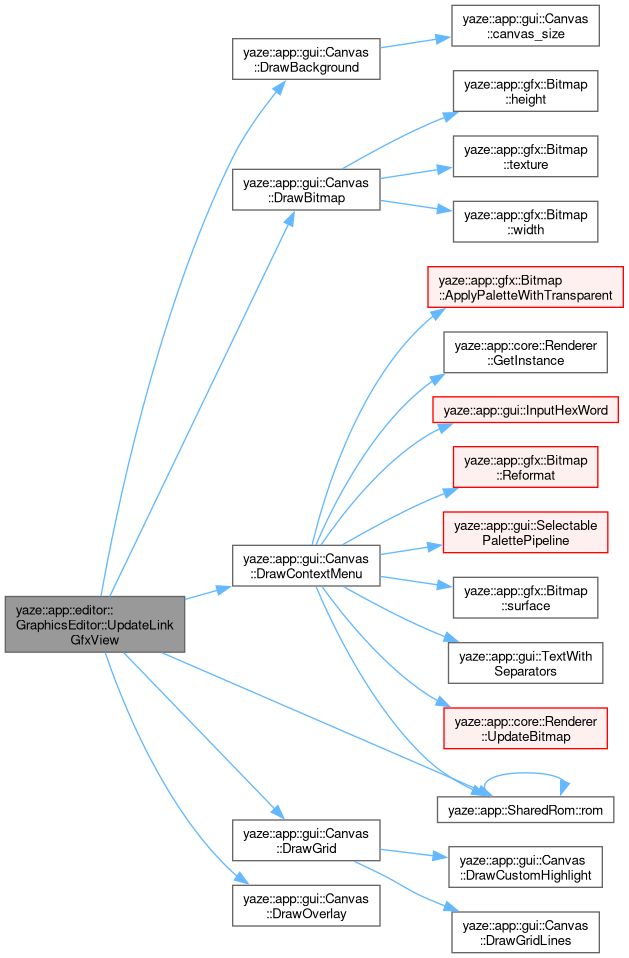 yaze::app::gui::Canvas
::canvas_size
yaze::app::gui::Canvas
::DrawBackground
yaze::app::gfx::Bitmap
::height
yaze::app::gfx::Bitmap
::texture
yaze::app::gui::Canvas
::DrawBitmap
yaze::app::gfx::Bitmap
::width
yaze::app::gfx::Bitmap
::ApplyPaletteWithTransparent
yaze::app::core::Renderer
::GetInstance
yaze::app::gui::InputHexWord
yaze::app::gfx::Bitmap
::Reformat
yaze::app::gui::Selectable
PalettePipeline
yaze::app::gui::Canvas
::DrawContextMenu
yaze::app::gfx::Bitmap
::surface
yaze::app::editor::
GraphicsEditor::UpdateLink
GfxView
yaze::app::gui::TextWith
Separators
yaze::app::core::Renderer
::UpdateBitmap
yaze::app::SharedRom::rom
yaze::app::gui::Canvas
::DrawGrid
yaze::app::gui::Canvas
::DrawCustomHighlight
yaze::app::gui::Canvas
::DrawOverlay
yaze::app::gui::Canvas
::DrawGridLines